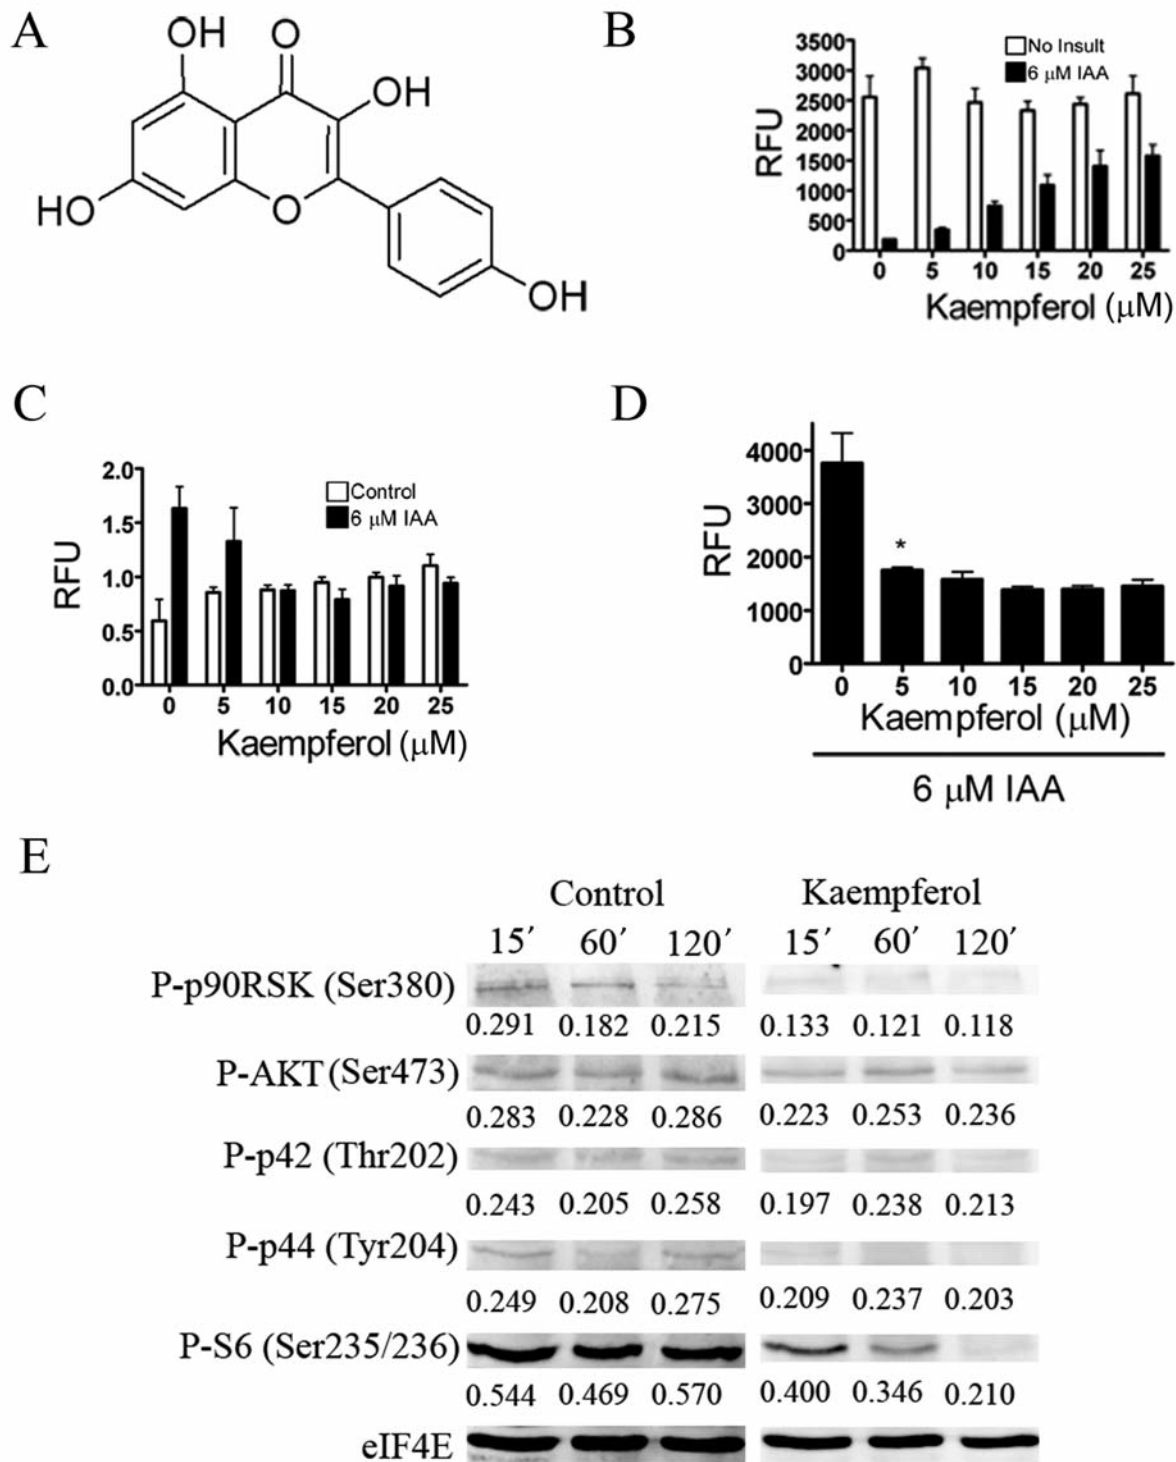 A
OH
O
OH
HO
O
OH
B
3500
3000
2500
2000
1500
1000
500
0
RFU
No Insult
6 μM IAA
0 5 10 15 20 25
Kaempferol (μM)
C
2.0
1.5
1.0
0.5
0.0
RFU
Control
6 μM IAA
0 5 10 15 20 25
Kaempferol (μM)
D
4000
3000
2000
1000
0
RFU
*
0 5 10 15 20 25
Kaempferol (μM)
6 μM IAA
E
Control Kaempferol
15′ 60′ 120′ 15′ 60′ 120′
P-p90RSK (Ser380)
0.291 0.182 0.215 0.133 0.121 0.118
P-AKT (Ser473)
0.283 0.228 0.286 0.223 0.253 0.236
P-p42 (Thr202)
0.243 0.205 0.258 0.197 0.238 0.213
P-p44 (Tyr204)
0.249 0.208 0.275 0.209 0.237 0.203
P-S6 (Ser235/236)
0.544 0.469 0.570 0.400 0.346 0.210
eIF4E